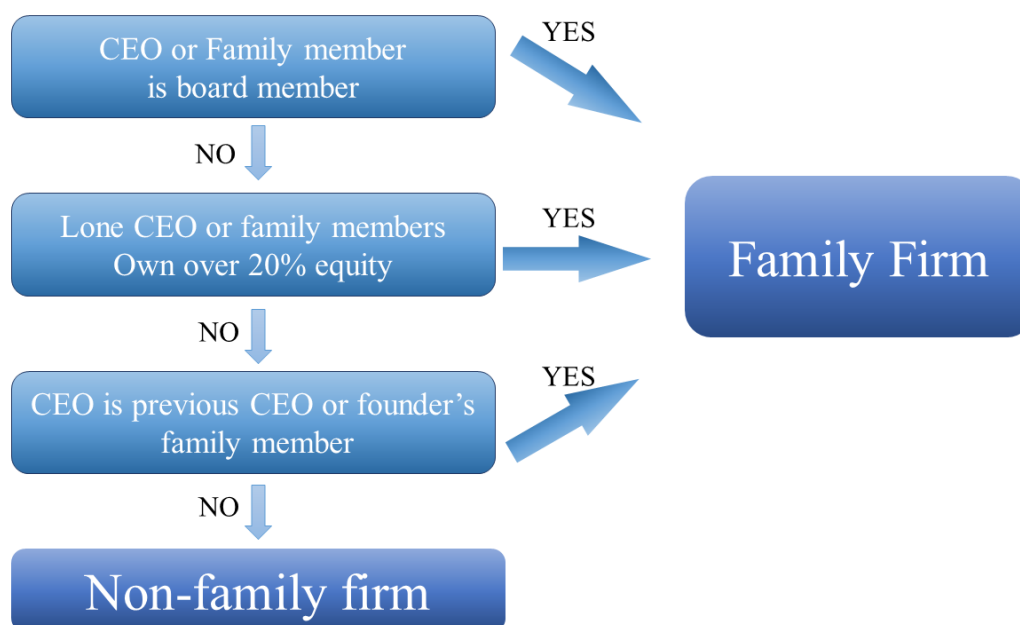 CEO or Family member
is board member
YES
NO
Lone CEO or family members
Own over 20% equity
YES
Family Firm
NO
CEO is previous CEO or founder’s
family member
YES
NO
Non-family firm